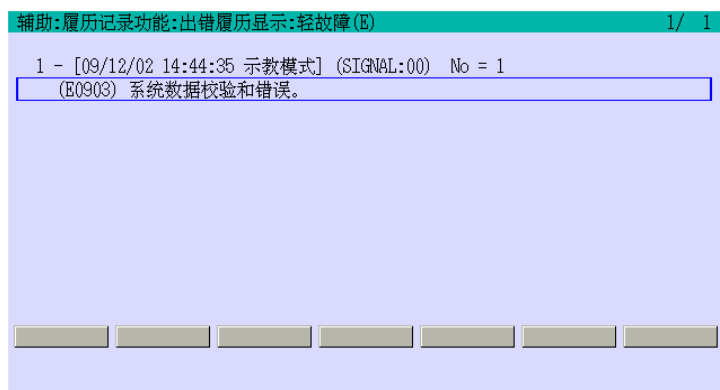 辅助:履历记录功能:出错履历显示:轻故障(E) 1/ 1
1 - [09/12/02 14:44:35 示教模式] (SIGNAL:00) No = 1
(E0903) 系统数据校验和错误。